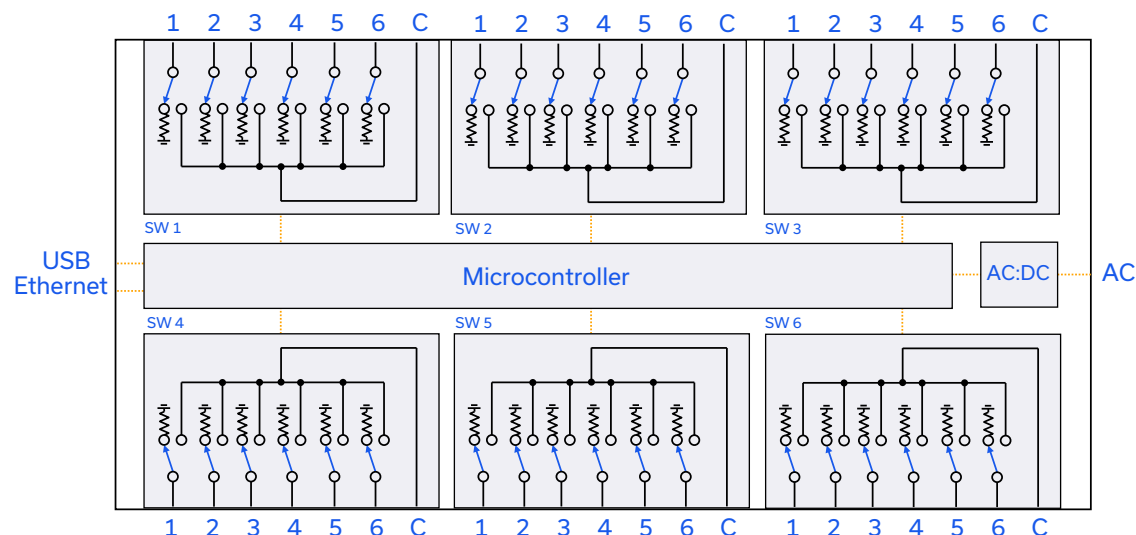 1 2 3 4 5 6 C 1 2 3 4 5 6 C 1 2 3 4 5 6 C
SW 1 SW 2 SW 3
USB
Ethernet
Microcontroller
AC:DC
AC
SW 4 SW 5 SW 6
1 2 3 4 5 6 C 1 2 3 4 5 6 C 1 2 3 4 5 6 C